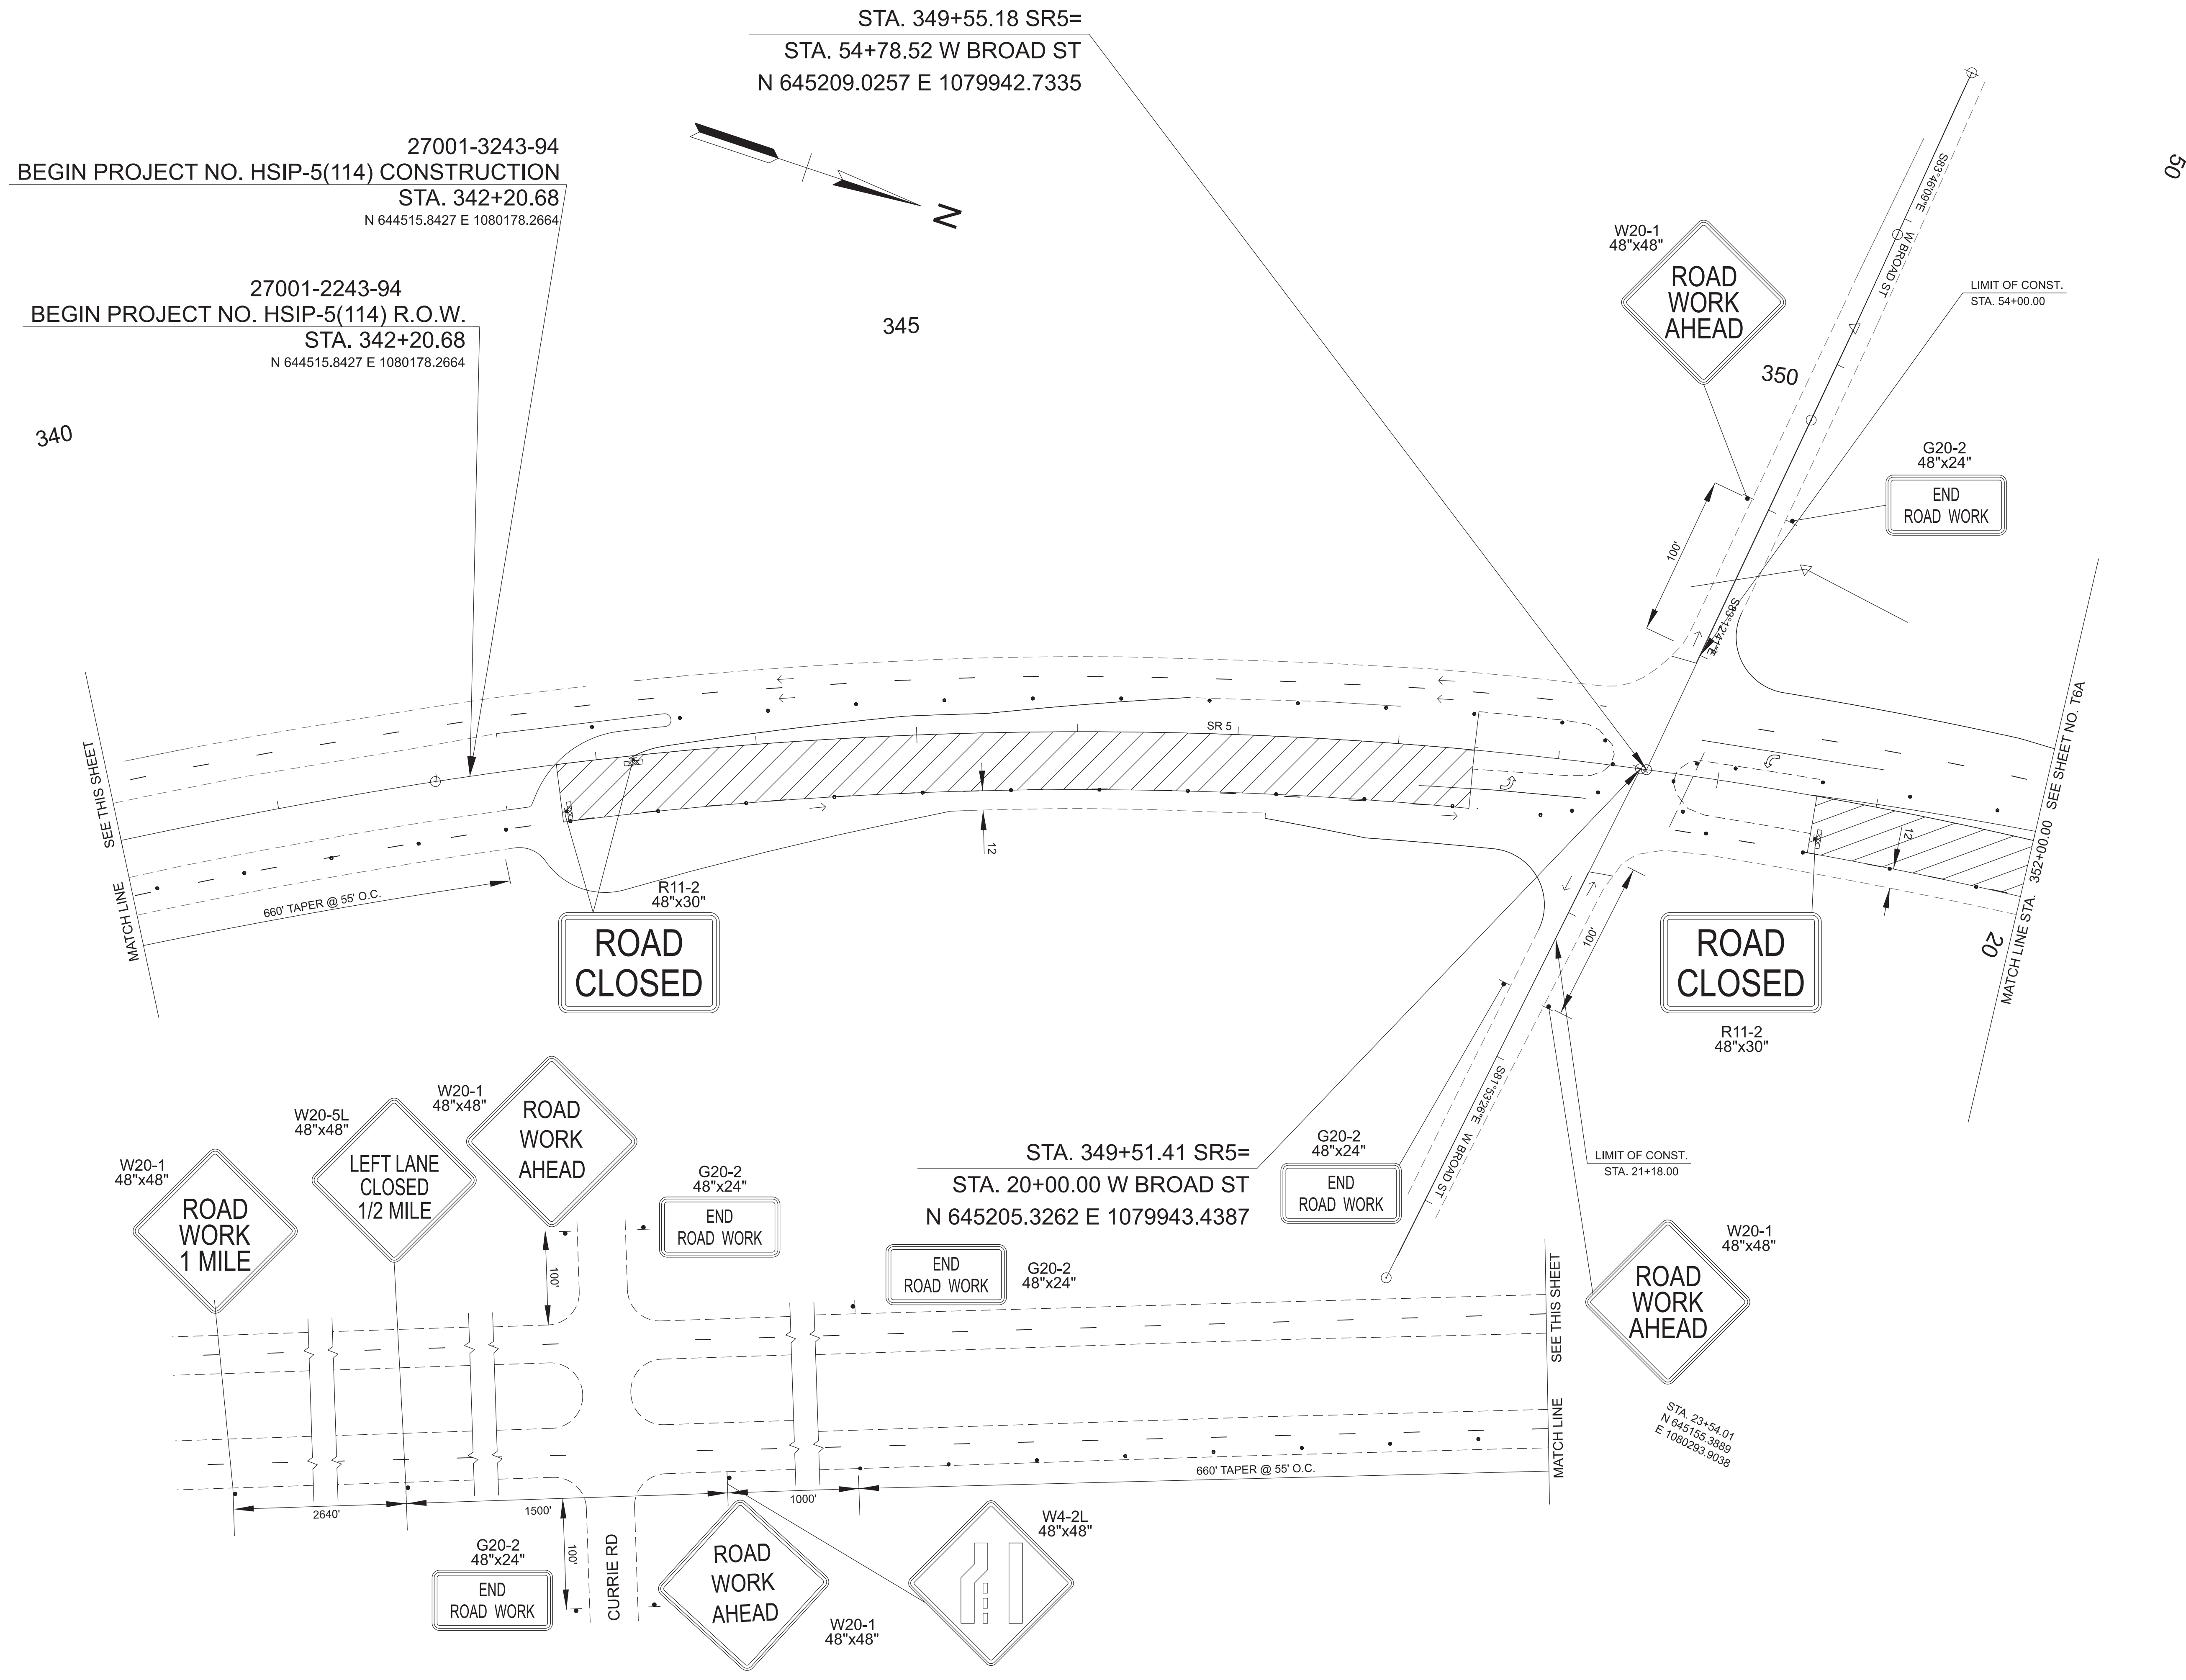 STA. 349+55.18 SR5=
STA. 54+78.52 W BROAD ST
N 645209.0257 E 1079942.7335
27001-3243-94
BEGIN PROJECT NO. HSIP-5(114) CONSTRUCTION
STA. 342+20.68
N 644515.8427 E 1080178.2664
27001-2243-94
BEGIN PROJECT NO. HSIP-5(114) R.O.W.
STA. 342+20.68
N 644515.8427 E 1080178.2664
N
340
345
350
50
S83°46'09"E
W BROAD ST
W20-1
48"x48"
ROAD
WORK
AHEAD
LIMIT OF CONST.
STA. 54+00.00
G20-2
48"x24"
END
ROAD WORK
100'
S83°12'41"E
SR 5
SEE THIS SHEET
MATCH LINE
660' TAPER @ 55' O.C.
12
R11-2
48"x30"
ROAD
CLOSED
12
100'
ROAD
CLOSED
R11-2
48"x30"
20
MATCH LINE STA. 352+00.00 SEE SHEET NO. T6A
S81°53'26"E
W BROAD ST
STA. 349+51.41 SR5=
STA. 20+00.00 W BROAD ST
N 645205.3262 E 1079943.4387
G20-2
48"x24"
END
ROAD WORK
LIMIT OF CONST.
STA. 21+18.00
W20-1
48"x48"
ROAD
WORK
AHEAD
STA. 23+54.01
N 645155.3889
E 1080293.9038
W20-1
48"x48"
ROAD
WORK
1 MILE
W20-5L
48"x48"
LEFT LANE
CLOSED
1/2 MILE
W20-1
48"x48"
ROAD
WORK
AHEAD
G20-2
48"x24"
END
ROAD WORK
END
ROAD WORK
G20-2
48"x24"
100'
SEE THIS SHEET
MATCH LINE
660' TAPER @ 55' O.C.
2640'
1500'
1000'
100'
G20-2
48"x24"
END
ROAD WORK
CURRIE RD
ROAD
WORK
AHEAD
W20-1
48"x48"
W4-2L
48"x48"